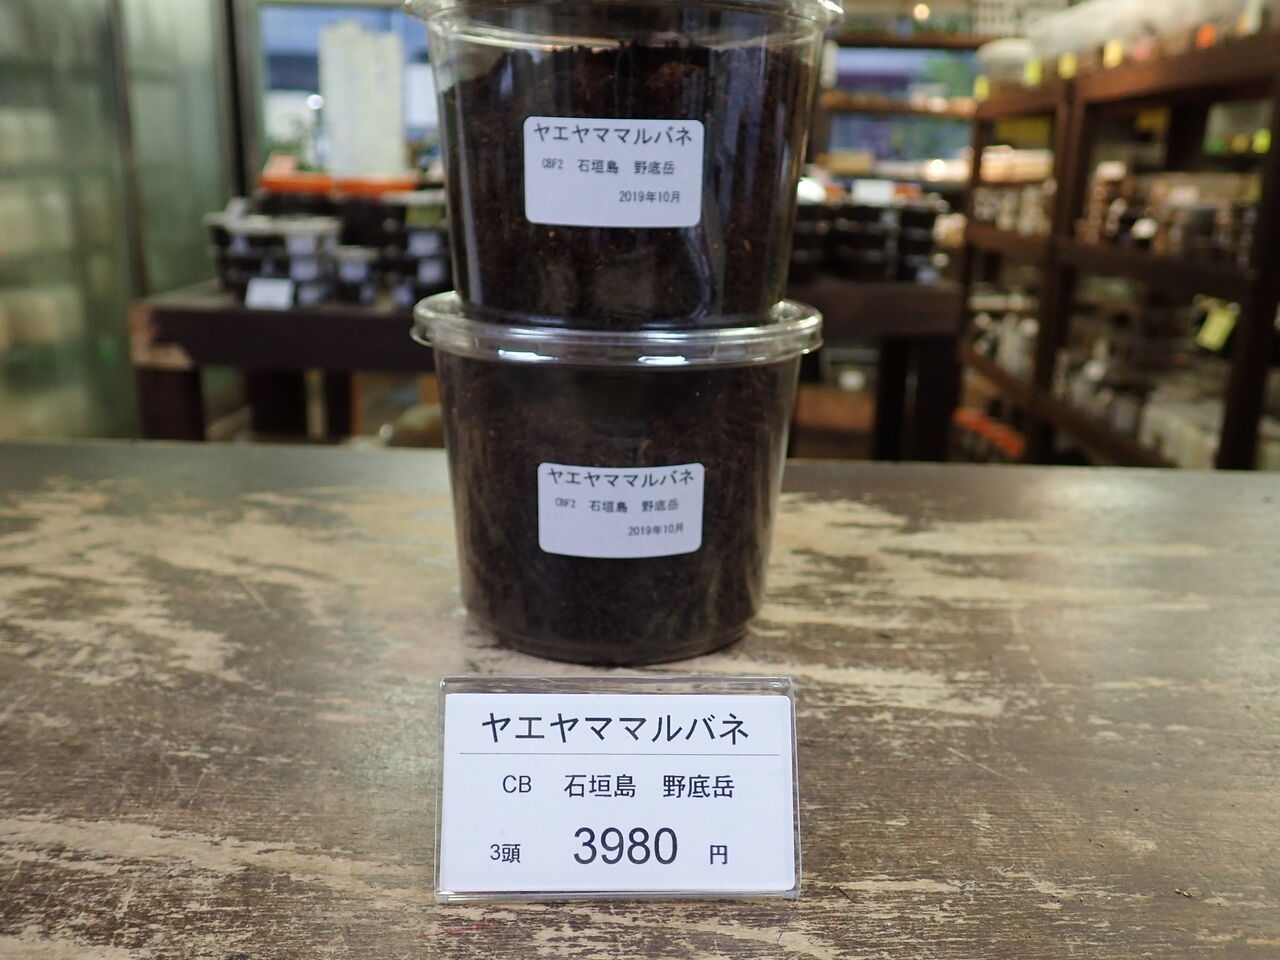 ヤエヤママルバネ
CBF2 石垣島 野底岳
2019年10月
ヤエヤママルバネ
CBF2 石垣島 野底岳
2019年10月
ヤエヤママルバネ
CB 石垣島 野底岳
3頭 3980 円